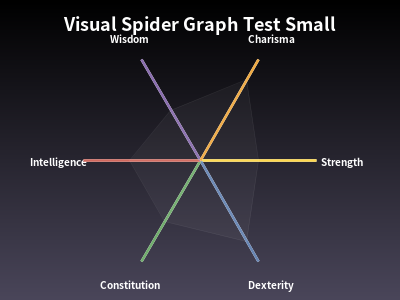 Visual Spider Graph Test Small
Wisdom
Charisma
Intelligence
Strength
Constitution
Dexterity